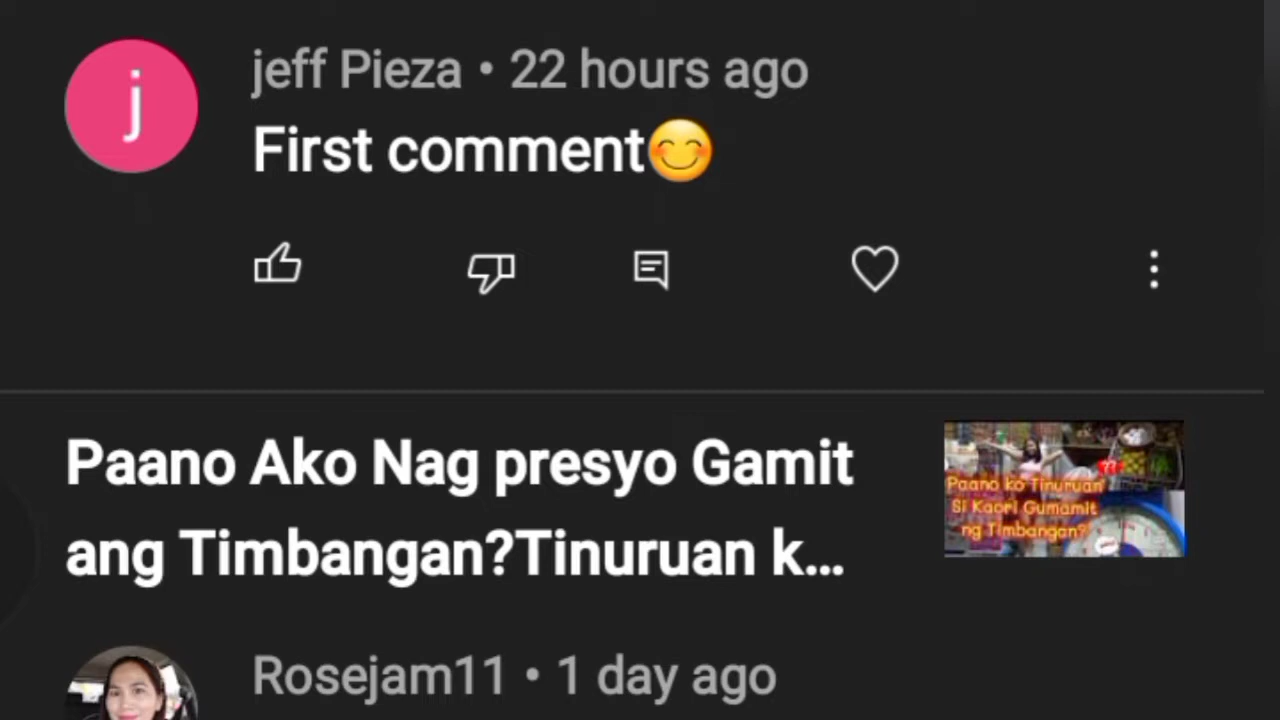 j
jeff Pieza • 22 hours ago
First comment😊
Paano Ako Nag presyo Gamit
ang Timbangan?Tinuruan k...
??
Paano ko Tinuruan
Si Kaori Gumamit
ng Timbangan?
Rosejam11 • 1 day ago